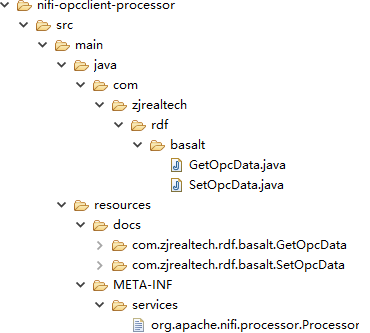 nifi-opcclient-processor
src
main
java
com
zjrealtech
rdf
basalt
GetOpcData.java
SetOpcData.java
resources
docs
com.zjrealtech.rdf.basalt.GetOpcData
com.zjrealtech.rdf.basalt.SetOpcData
META-INF
services
org.apache.nifi.processor.Processor